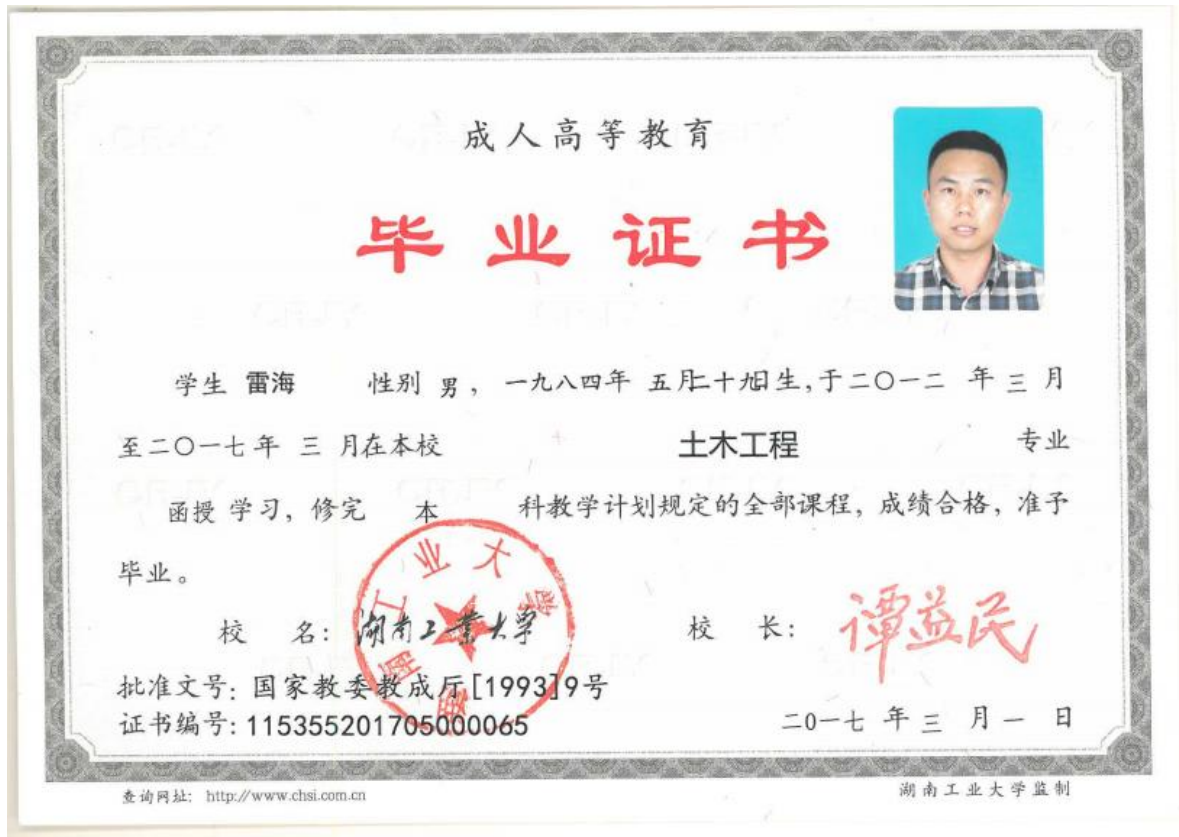 成人高等教育
毕业证书
学生 雷海 性别 男，一九八四年 五月二十九日生，于二〇一二 年 三 月
至二〇一七年 三 月在本校 土木工程 专业
函授 学习，修完 本 科教学计划规定的全部课程，成绩合格，准予
毕业。
校 名：湖南工業大学 校 长：谭益民
湖南工业大学
批准文号：国家教委教成厅[1993]9号
证书编号：115355201705000065 二〇一七 年 三 月 一 日
查询网址：http://www.chsi.com.cn 湖南工业大学监制